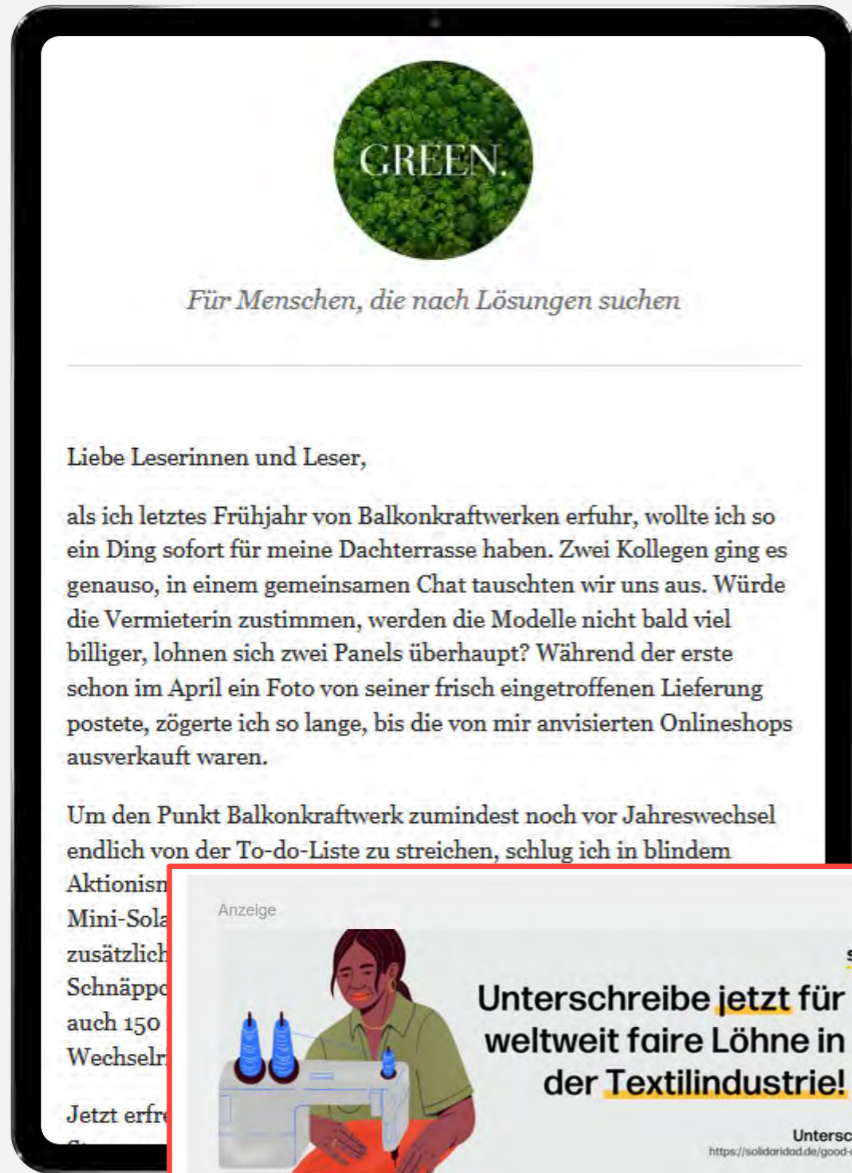 GREEN.
Für Menschen, die nach Lösungen suchen
Liebe Leserinnen und Leser,
als ich letztes Frühjahr von Balkonkraftwerken erfuhr, wollte ich so
ein Ding sofort für meine Dachterrasse haben. Zwei Kollegen ging es
genauso, in einem gemeinsamen Chat tauschten wir uns aus. Würde
die Vermieterin zustimmen, werden die Modelle nicht bald viel
billiger, lohnen sich zwei Panels überhaupt? Während der erste
schon im April ein Foto von seiner frisch eingetroffenen Lieferung
postete, zögerte ich so lange, bis die von mir anvisierten Onlineshops
ausverkauft waren.
Um den Punkt Balkonkraftwerk zumindest noch vor Jahreswechsel
endlich von der To-do-Liste zu streichen, schlug ich in blindem
Aktionism
Mini-Sola
zusätzlich
Schnäppc
auch 150
Wechselri
Jetzt erfre
Anzeige
Unterschreibe jetzt für
weltweit faire Löhne in
der Textilindustrie!
Untersc
https://solidaridad.de/good-c